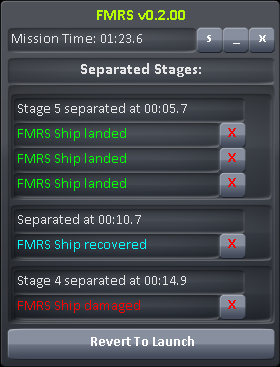 FMRS v0.2.00
Mission Time: 01:23.6 s _ x
Separated Stages:
Stage 5 separated at 00:05.7
FMRS Ship landed X
FMRS Ship landed X
FMRS Ship landed X
Separated at 00:10.7
FMRS Ship recovered X
Stage 4 separated at 00:14.9
FMRS Ship damaged X
Revert To Launch